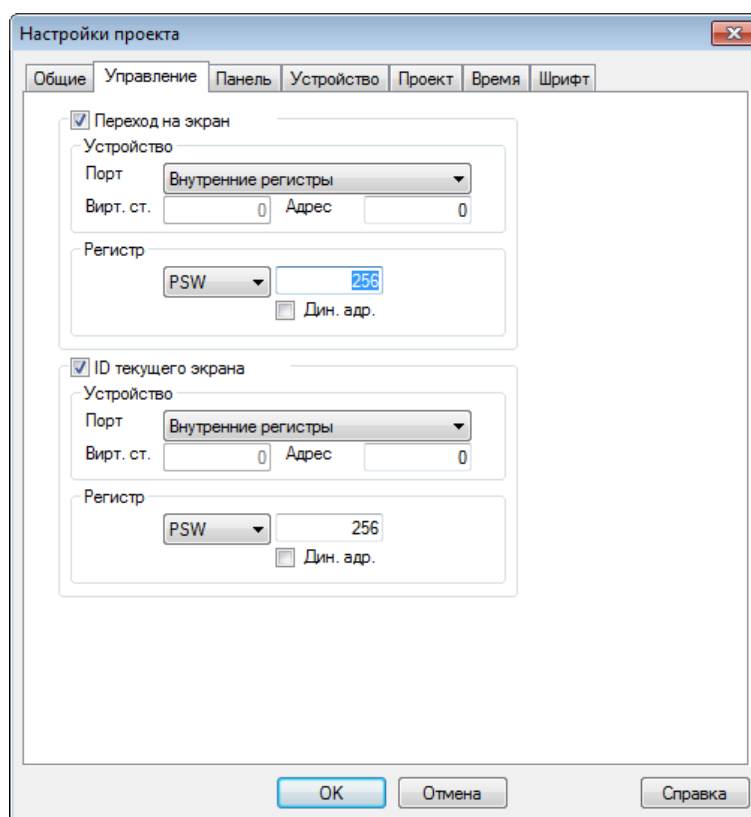 Настройки проекта
Общие Управление Панель Устройство Проект Время Шрифт
Переход на экран
Устройство
Порт Внутренние регистры
Вирт. ст. 0 Адрес 0
Регистр
PSW 256
Дин. адр.
ID текущего экрана
Устройство
Порт Внутренние регистры
Вирт. ст. 0 Адрес 0
Регистр
PSW 256
Дин. адр.
OK Отмена Справка